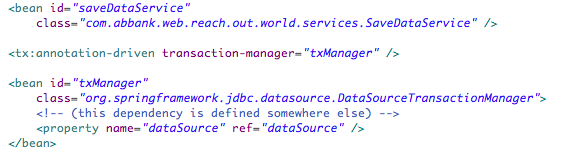 <bean id="saveDataService"
class="com.abbank.web.reach.out.world.services.SaveDataService" />
<tx:annotation-driven transaction-manager="txManager" />
<bean id="txManager"
class="org.springframework.jdbc.datasource.DataSourceTransactionManager">
<!-- (this dependency is defined somewhere else) -->
<property name="dataSource" ref="dataSource" />
</bean>